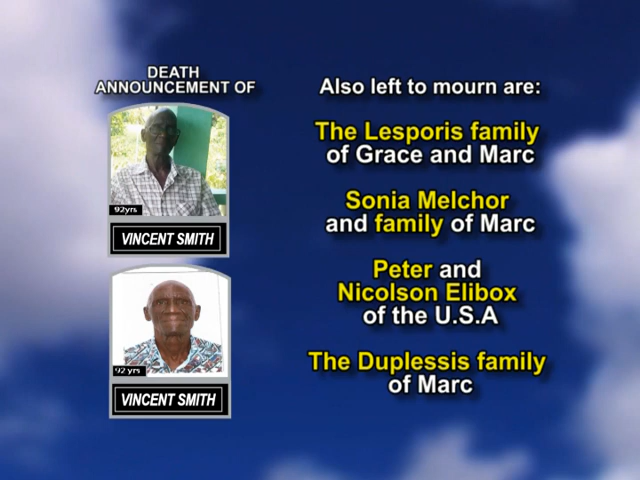 DEATH
ANNOUNCEMENT OF
92yrs
VINCENT SMITH
92 yrs
VINCENT SMITH
Also left to mourn are:
The Lesporis family
of Grace and Marc
Sonia Melchor
and family of Marc
Peter and
Nicolson Elibox
of the U.S.A
The Duplessis family
of Marc